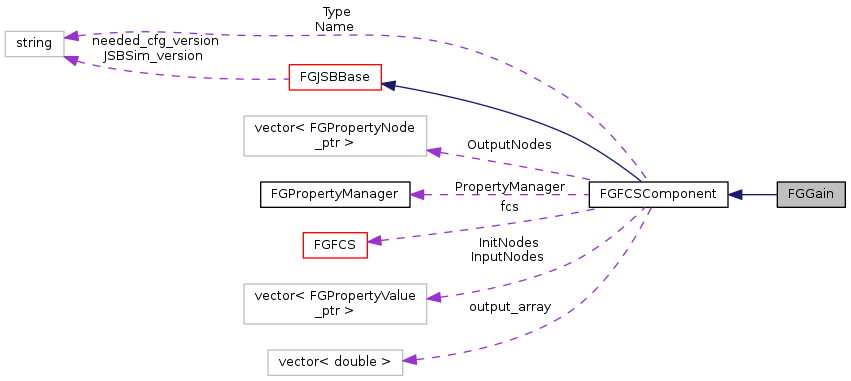 Type
Name
string
needed_cfg_version
JSBSim_version
FGJSBBase
vector< FGPropertyNode
_ptr >
OutputNodes
FGPropertyManager
PropertyManager
FGFCSComponent
FGGain
fcs
FGFCS
InitNodes
InputNodes
vector< FGPropertyValue
_ptr >
output_array
vector< double >